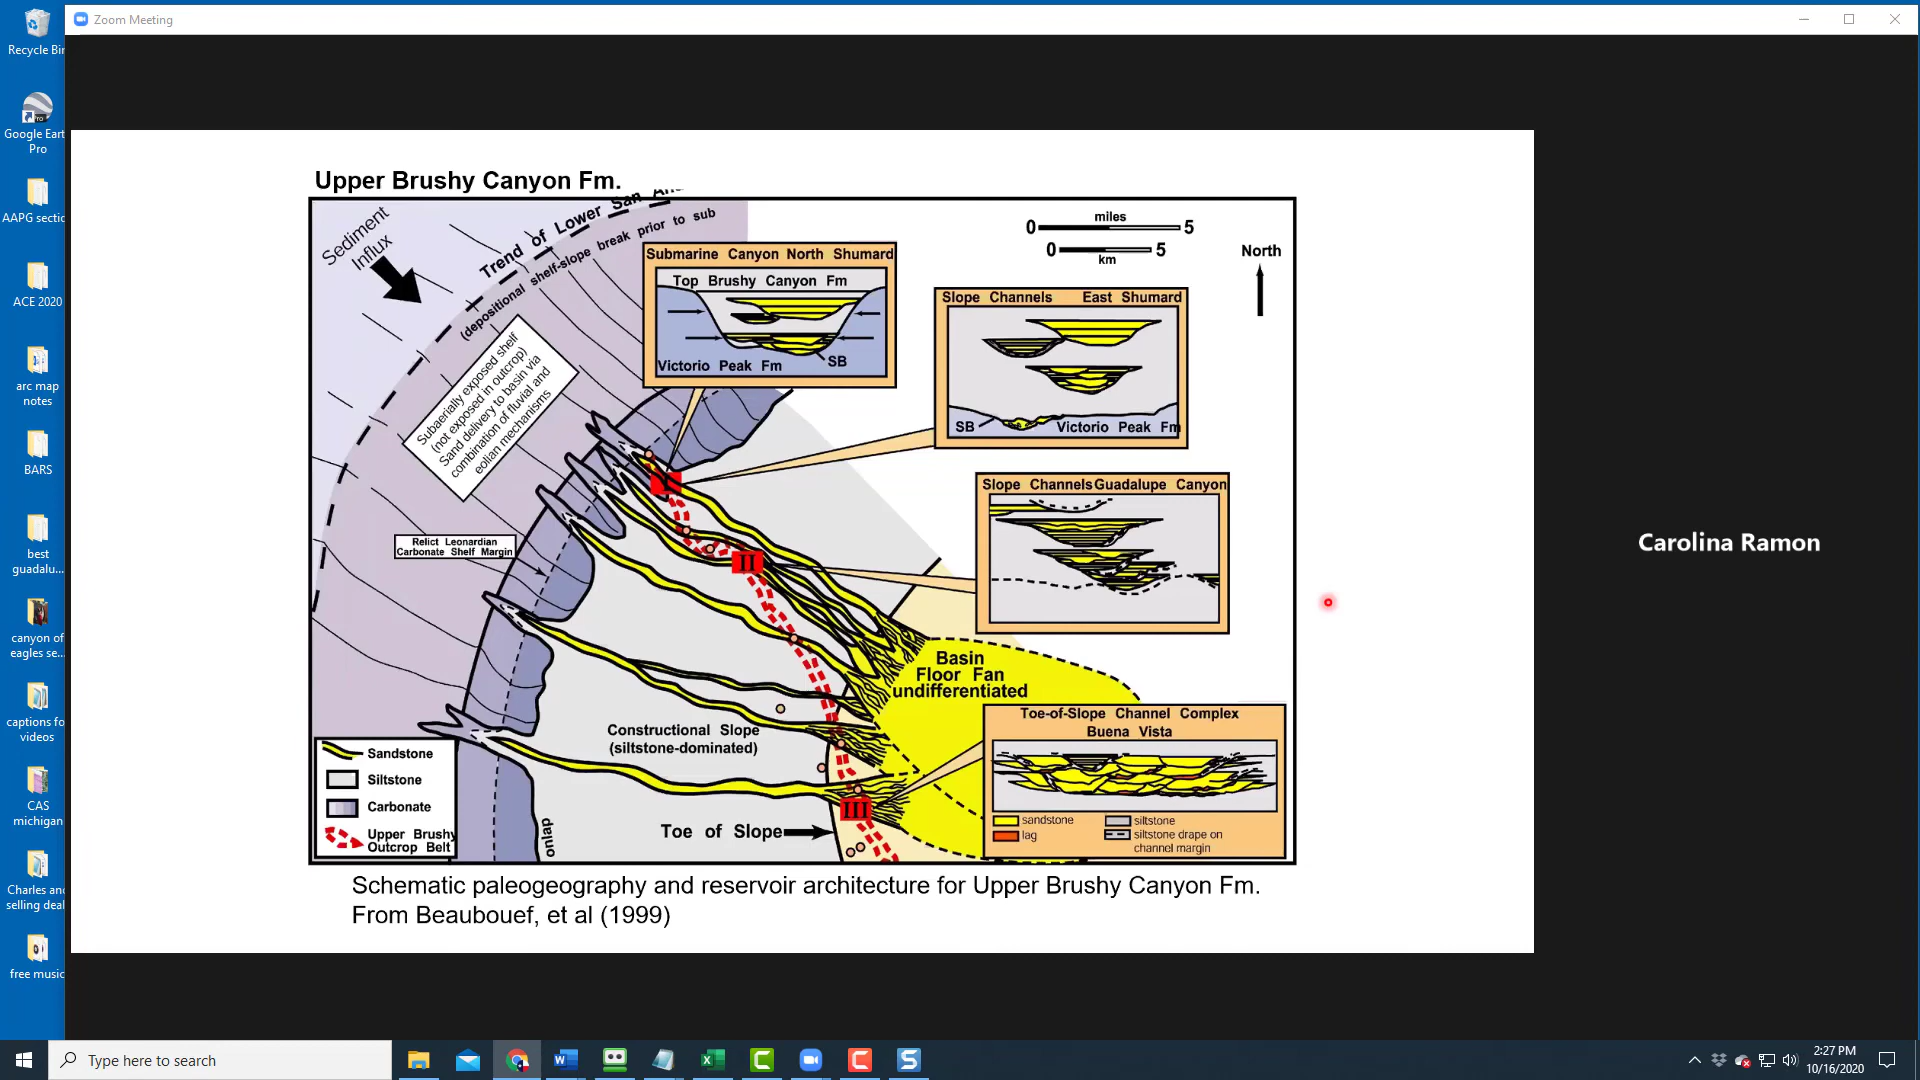 Recycle Bin
Google Eart
Pro
AAPG sectic
ACE 2020
arc map
notes
BARS
best
guadalu...
canyon of
eagles se...
captions fo
videos
CAS
michigan
Charles and
selling deal
free music
Zoom Meeting
Upper Brushy Canyon Fm.
Sediment
Influx
Trend of Lower San
(depositional shelf-slope break prior to sub
Subaerially exposed shelf
(not exposed in outcrop)
Sand delivery to basin via
combination of fluvial and
eolian mechanisms
Submarine Canyon North Shumard
Top Brushy Canyon Fm
Victorio Peak Fm
SB
miles
0 5
0 5
km
North
Slope Channels East Shumard
SB
Victorio Peak Fm
Slope Channels Guadalupe Canyon
Relict Leonardian
Carbonate Shelf Margin
I
II
III
Basin
Floor Fan
undifferentiated
Constructional Slope
(siltstone-dominated)
Toe of Slope
onlap
Sandstone
Siltstone
Carbonate
Upper Brushy
Outcrop Belt
Toe-of-Slope Channel Complex
Buena Vista
sandstone
lag
siltstone
siltstone drape on
channel margin
Schematic paleogeography and reservoir architecture for Upper Brushy Canyon Fm.
From Beaubouef, et al (1999)
Carolina Ramon
Type here to search
2:27 PM
10/16/2020